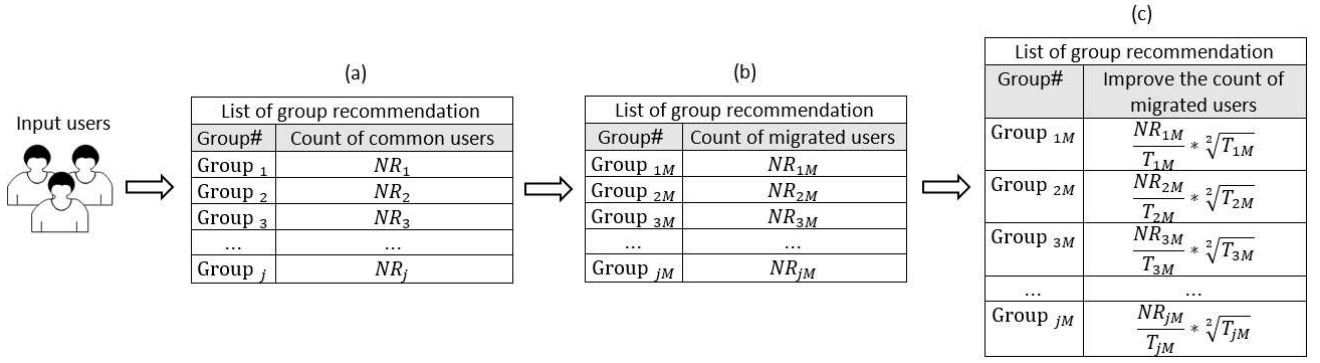 Input users
(a)
List of group recommendation
Group# Count of common users
Group 1 NR1
Group 2 NR2
Group 3 NR3
... ...
Group j NRj
(b)
List of group recommendation
Group# Count of migrated users
Group 1M NR1M
Group 2M NR2M
Group 3M NR3M
... ...
Group jM NRjM
(c)
List of group recommendation
Group# Improve the count of
migrated users
Group 1M NR1M/T1M * ²√T1M
Group 2M NR2M/T2M * ²√T2M
Group 3M NR3M/T3M * ²√T3M
... ...
Group jM NRjM/TjM * ²√TjM